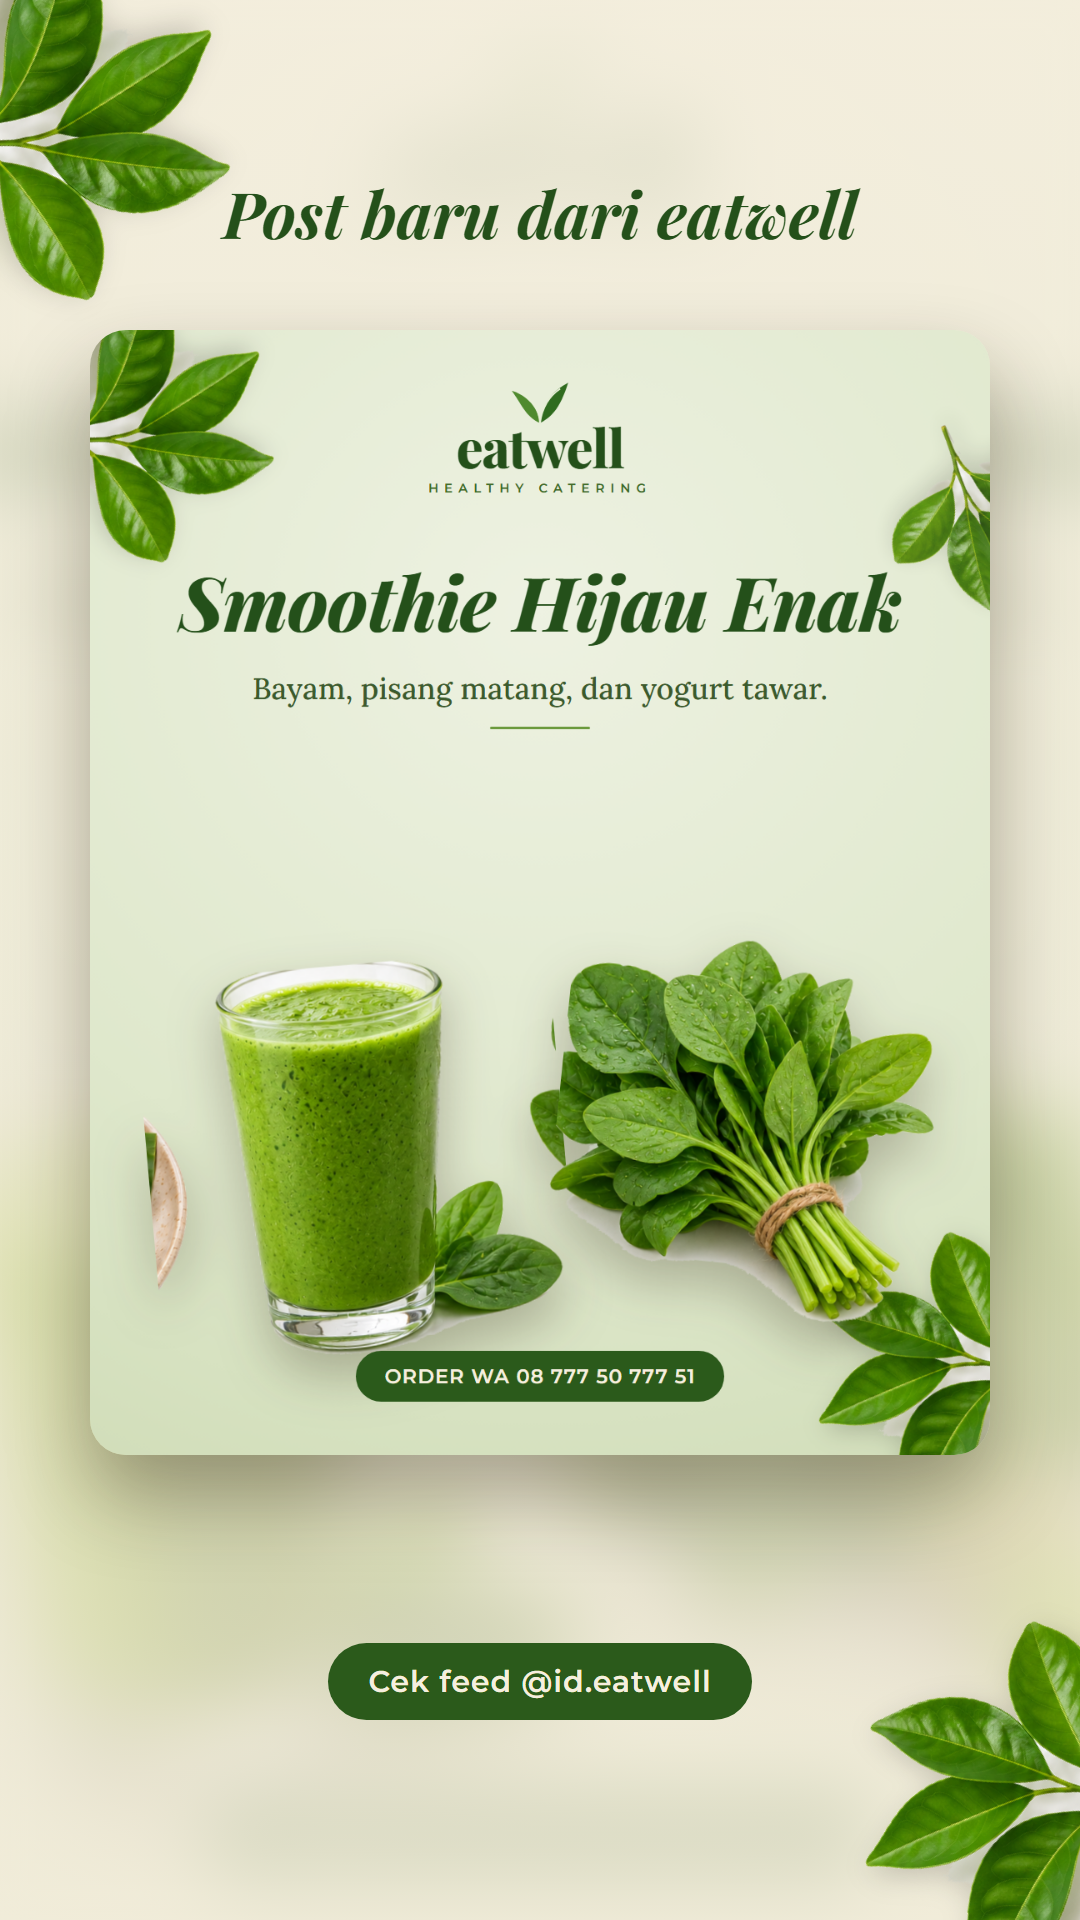 Post baru dari eatwell
eatwell
HEALTHY CATERING
Smoothie Hijau Enak
Bayam, pisang matang, dan yogurt tawar.
ORDER WA 08 777 50 777 51
Cek feed @id.eatwell